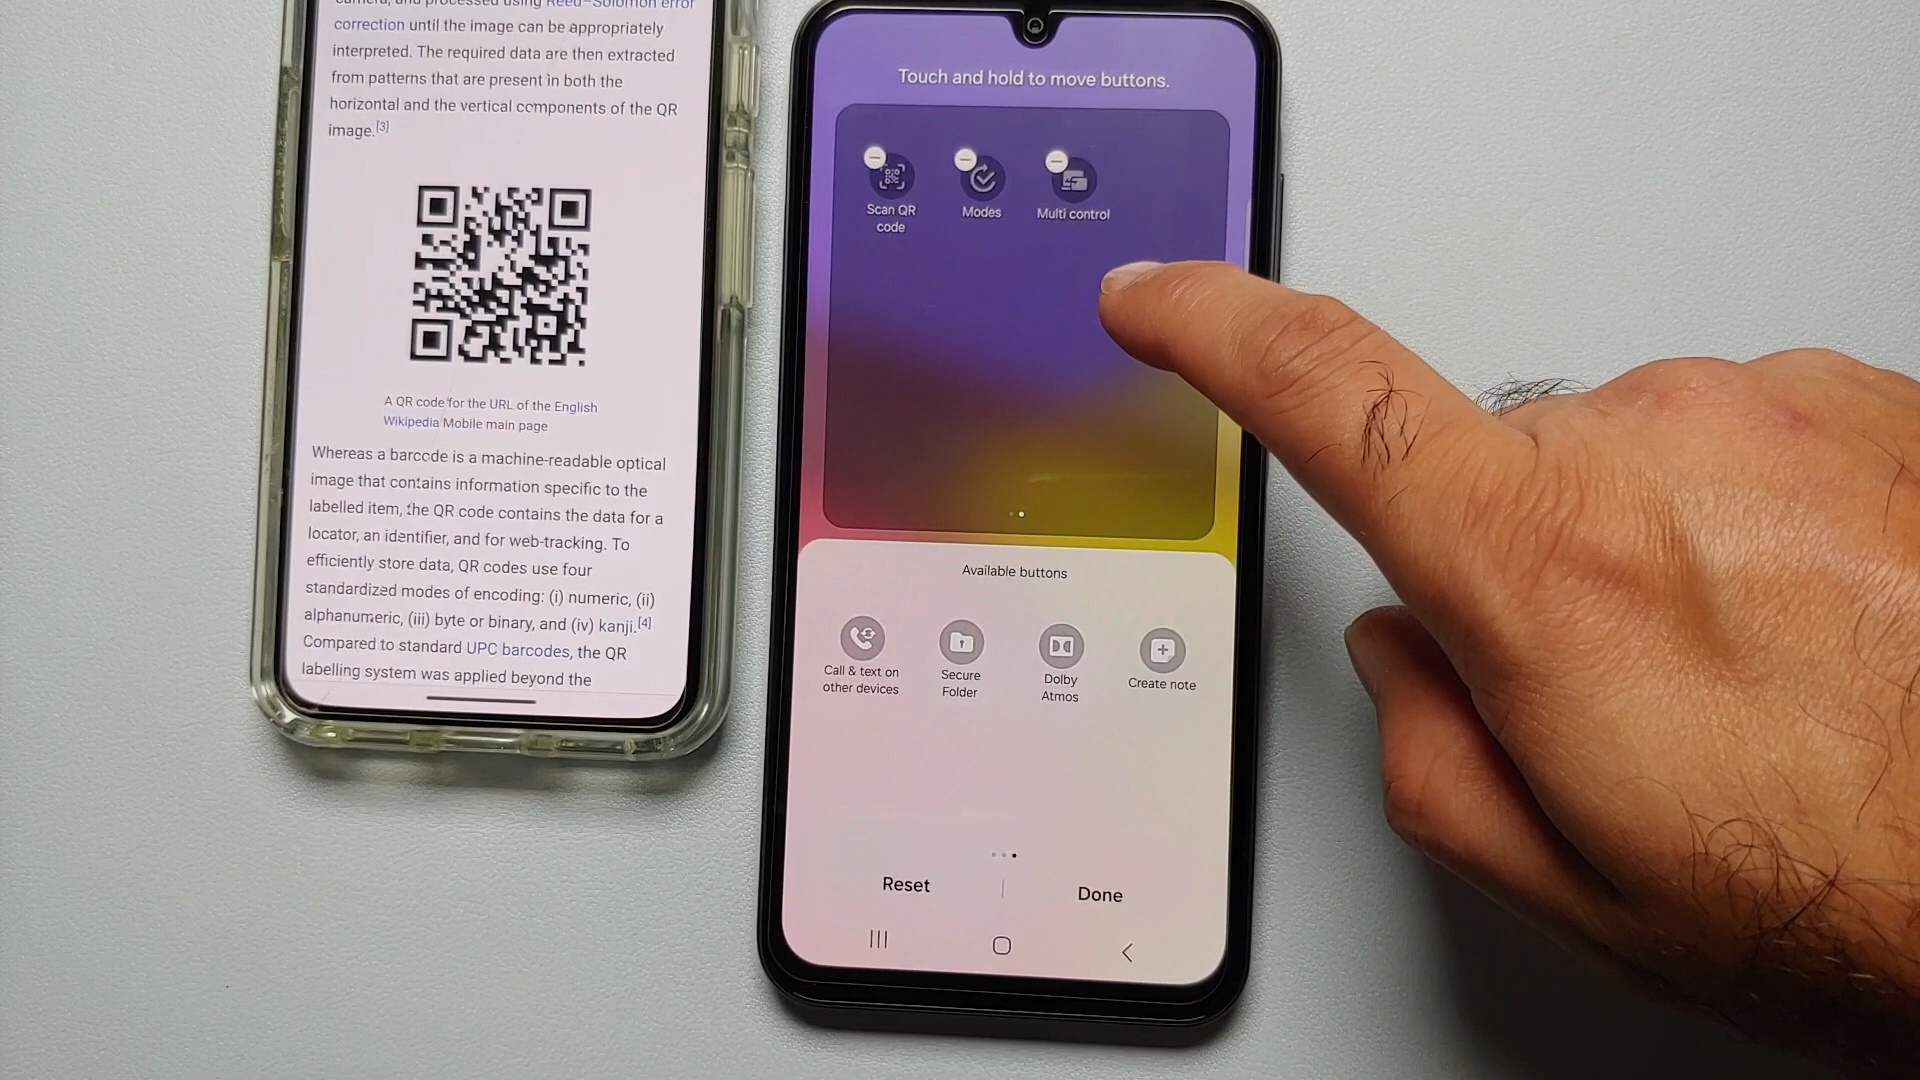 camera, and processed using Reed–Solomon error
correction until the image can be appropriately
interpreted. The required data are then extracted
from patterns that are present in both the
horizontal and the vertical components of the QR
image.[3]
A QR code for the URL of the English
Wikipedia Mobile main page
Whereas a barcode is a machine-readable optical
image that contains information specific to the
labelled item, the QR code contains the data for a
locator, an identifier, and for web-tracking. To
efficiently store data, QR codes use four
standardized modes of encoding: (i) numeric, (ii)
alphanumeric, (iii) byte or binary, and (iv) kanji.[4]
Compared to standard UPC barcodes, the QR
labelling system was applied beyond the
Touch and hold to move buttons.
Scan QR
code
Modes
Multi control
Available buttons
Call & text on
other devices
Secure
Folder
Dolby
Atmos
Create note
Reset
Done